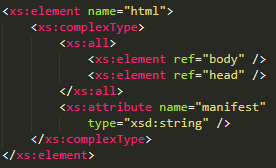 <xs:element name="html">
<xs:complexType>
<xs:all>
<xs:element ref="body" />
<xs:element ref="head" />
</xs:all>
<xs:attribute name="manifest"
type="xsd:string" />
</xs:complexType>
</xs:element>